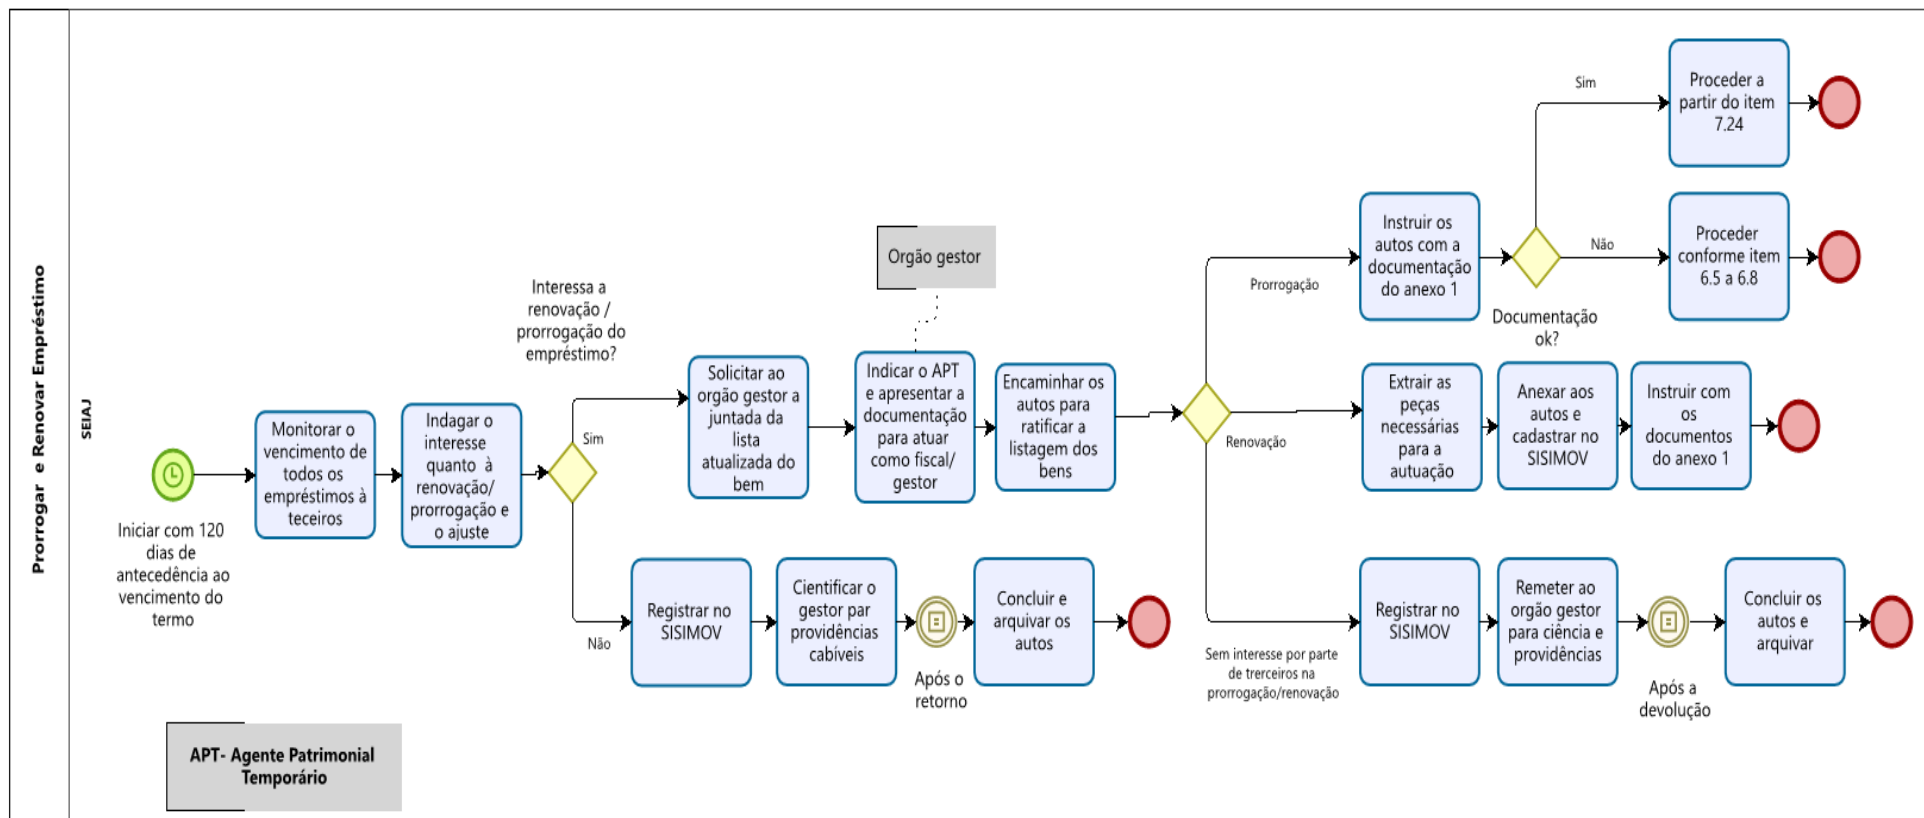 Prorrogar e Renovar Empréstimo
SEIAJ
Iniciar com 120
dias de
antecedência ao
vencimento do
termo
Monitorar o
vencimento de
todos os
empréstimos à
teceiros
Indagar o
interesse
quanto à
renovação/
prorrogação e
o ajuste
Interessa a
renovação /
prorrogação do
empréstimo?
Sim
Solicitar ao
orgão gestor a
juntada da
lista
atualizada do
bem
Orgão gestor
Indicar o APT
e apresentar a
documentação
para atuar
como fiscal/
gestor
Encaminhar os
autos para
ratificar a
listagem dos
bens
Não
Registrar no
SISIMOV
Cientificar o
gestor par
providências
cabíveis
Após o
retorno
Concluir e
arquivar os
autos
Prorrogação
Instruir os
autos com a
documentação
do anexo 1
Documentação
ok?
Sim
Proceder a
partir do item
7.24
Não
Proceder
conforme item
6.5 a 6.8
Renovação
Extrair as
peças
necessárias
para a
autuação
Anexar aos
autos e
cadastrar no
SISIMOV
Instruir com
os
documentos
do anexo 1
Sem interesse por parte
de trerceiros na
prorrogação/renovação
Registrar no
SISIMOV
Remeter ao
orgão gestor
para ciência e
providências
Após a
devolução
Concluir os
autos e
arquivar
APT- Agente Patrimonial
Temporário